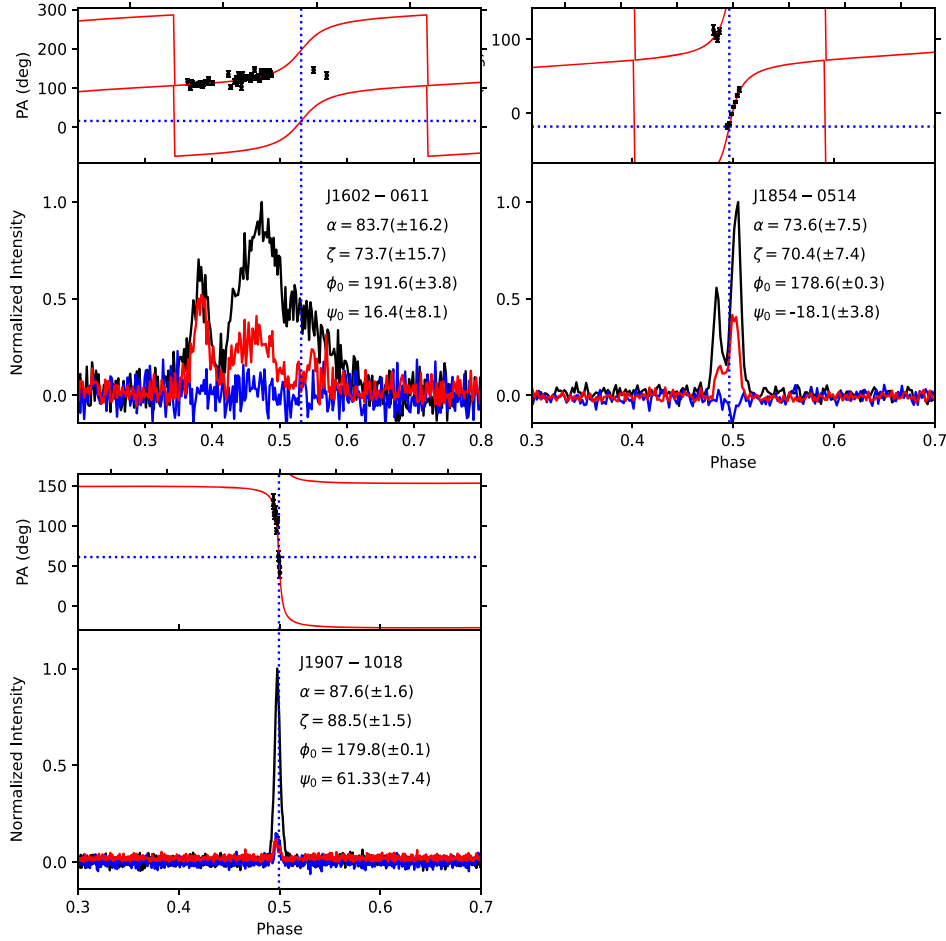 300
200
100
0
PA (deg)
1.0
0.5
0.0
Normalized Intensity
J1602−0611
α = 83.7(±16.2)
ζ = 73.7(±15.7)
ϕ₀ = 191.6(±3.8)
ψ₀ = 16.4(±8.1)
0.3 0.4 0.5 0.6 0.7 0.8
100
0
1.0
0.5
0.0
J1854−0514
α = 73.6(±7.5)
ζ = 70.4(±7.4)
ϕ₀ = 178.6(±0.3)
ψ₀ = -18.1(±3.8)
0.3 0.4 0.5 0.6 0.7
Phase
150
100
50
0
PA (deg)
1.0
0.5
0.0
Normalized Intensity
J1907−1018
α = 87.6(±1.6)
ζ = 88.5(±1.5)
ϕ₀ = 179.8(±0.1)
ψ₀ = 61.33(±7.4)
0.3 0.4 0.5 0.6 0.7
Phase